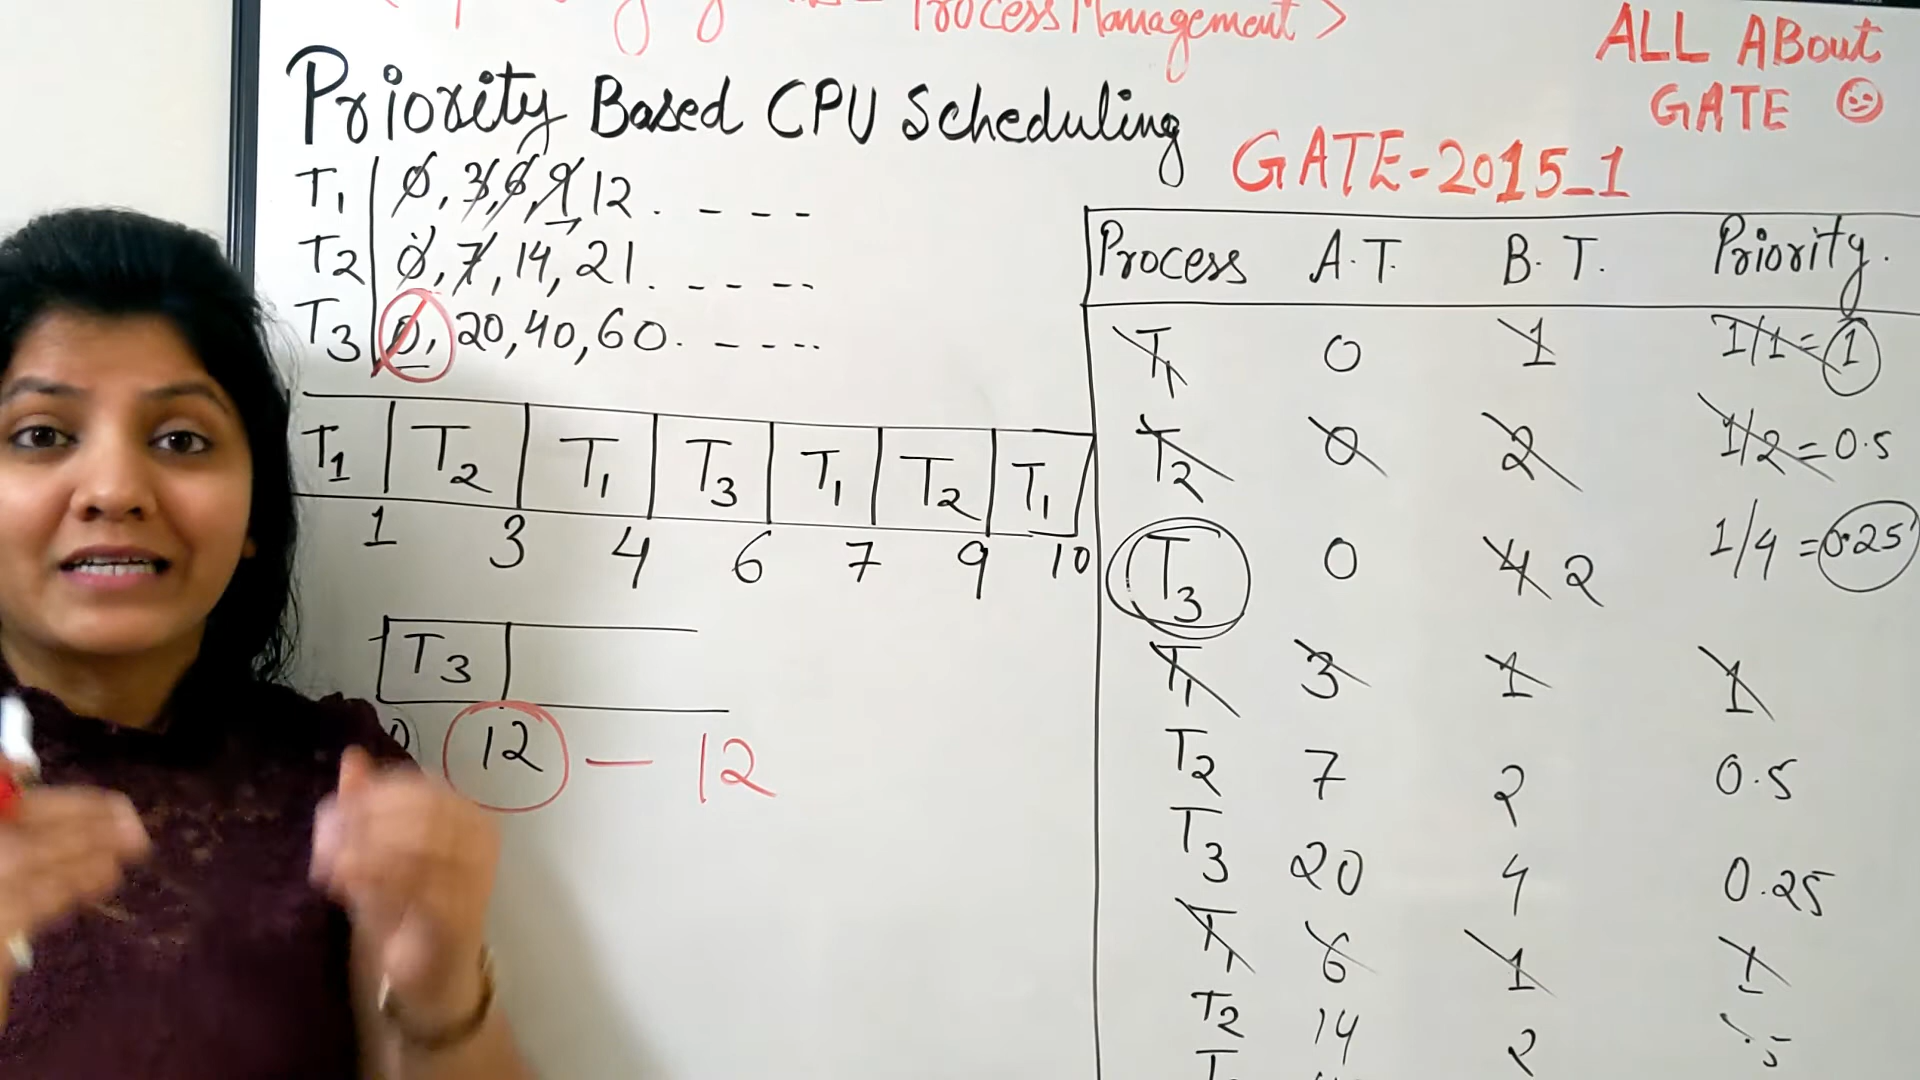 Process Management >
ALL ABout
GATE
Priority Based CPU Scheduling
GATE-2015_1
T1 0, 3, 6, 9, 12 . - - - -
T2 0, 7, 14, 21 . - - - -
T3 0, 20, 40, 60 . - - - -
T1 T2 T1 T3 T1 T2 T1
1 3 4 6 7 9 10
T3
12 — 12
Process A.T. B.T. Priority.
T1 0 1 1/1 = 1
T2 0 2 1/2 = 0.5
T3 0 4 2 1/4 = 0.25
T1 3 1 1
T2 7 2 0.5
T3 20 4 0.25
T1 6 1 1
T2 14 2 .5